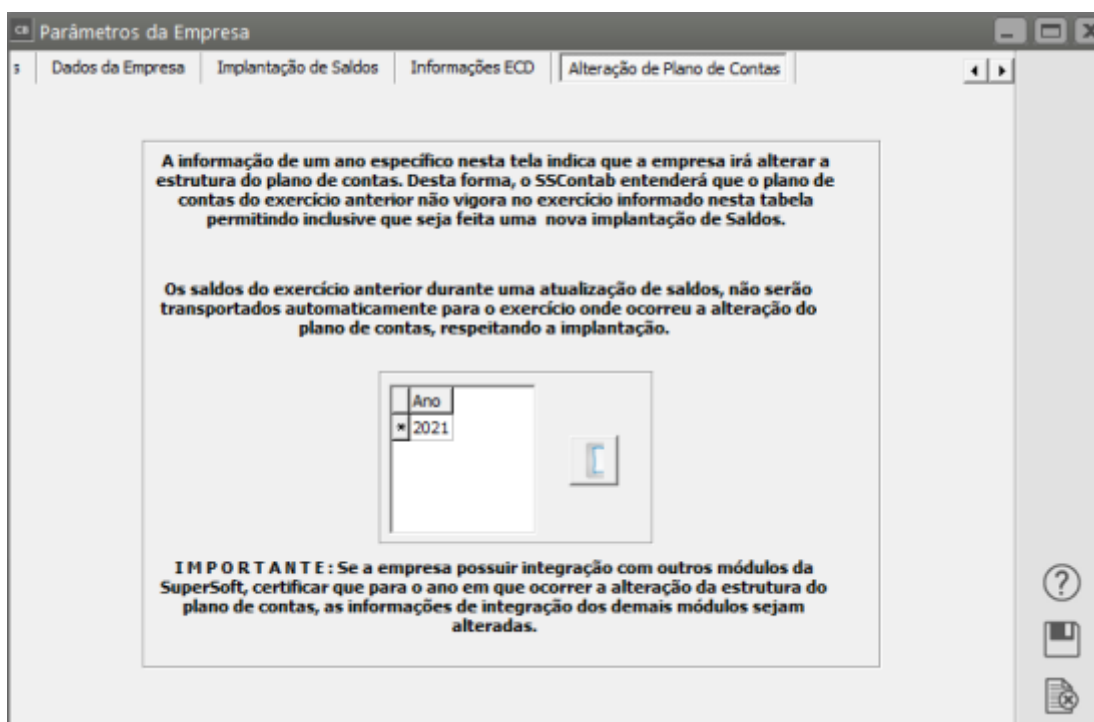 CB Parâmetros da Empresa
s Dados da Empresa Implantação de Saldos Informações ECD Alteração de Plano de Contas
A informação de um ano específico nesta tela indica que a empresa irá alterar a
estrutura do plano de contas. Desta forma, o SSContab entenderá que o plano de
contas do exercício anterior não vigora no exercício informado nesta tabela
permitindo inclusive que seja feita uma nova implantação de Saldos.
Os saldos do exercício anterior durante uma atualização de saldos, não serão
transportados automaticamente para o exercício onde ocorreu a alteração do
plano de contas, respeitando a implantação.
Ano
* 2021
I M P O R T A N T E : Se a empresa possuir integração com outros módulos da
SuperSoft, certificar que para o ano em que ocorrer a alteração da estrutura do
plano de contas, as informações de integração dos demais módulos sejam
alteradas.